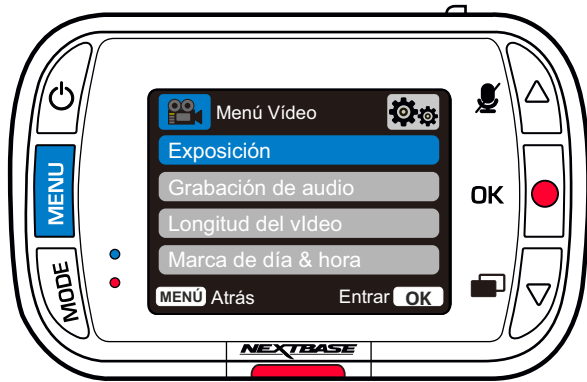 Menú Vídeo
Exposición
Grabación de audio
Longitud del vIdeo
Marca de día & hora
MENÚ Atrás Entrar OK
MENU
MODE
OK
NEXTBASE